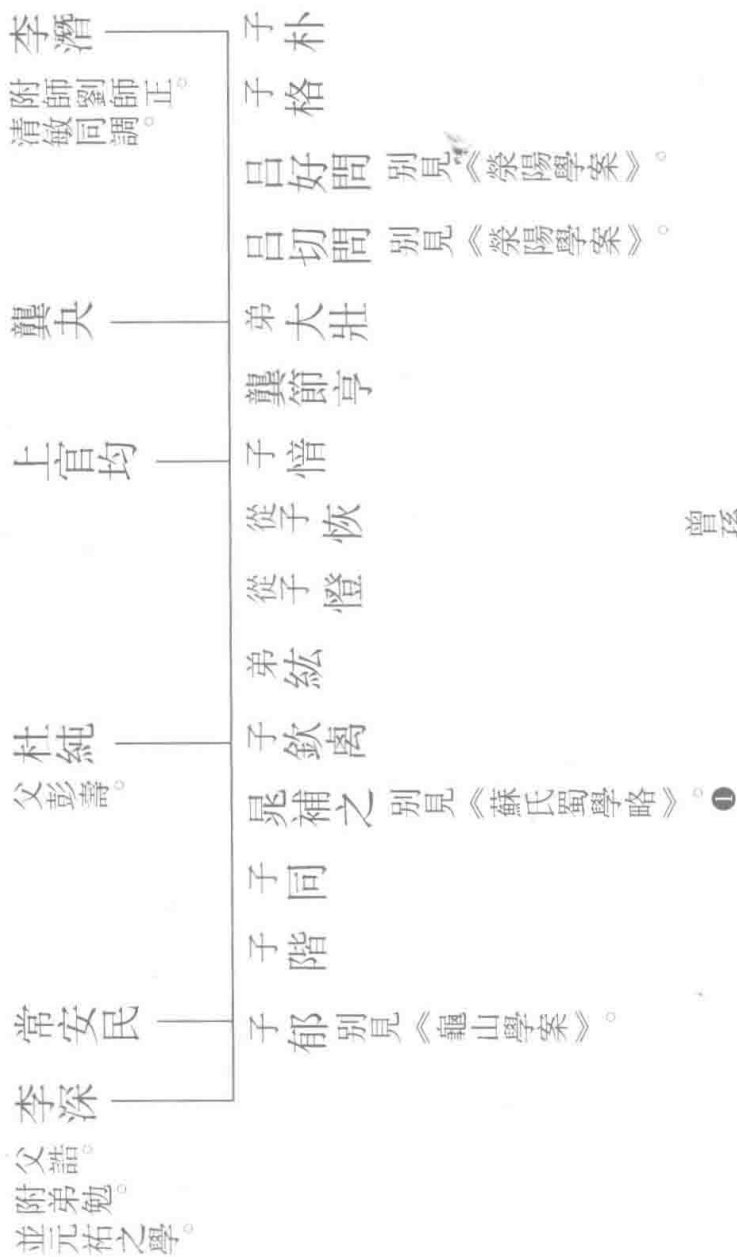 李潛
附師劉師正。
清敏同調。
子朴
子格
呂好問 別見《滎陽學案》。
呂切問 別見《滎陽學案》。
龔夬
弟大壯
龔節亨
上官均
子愔
從子恢
從子憕
曾孫
杜純
父彭壽。
弟紘
子欽离
晁補之 別見《蘇氏蜀學略》。❶
常安民
子同
子階
子郁 別見《龜山學案》。
李深
父誥。
附弟勉。
並元祐之學。